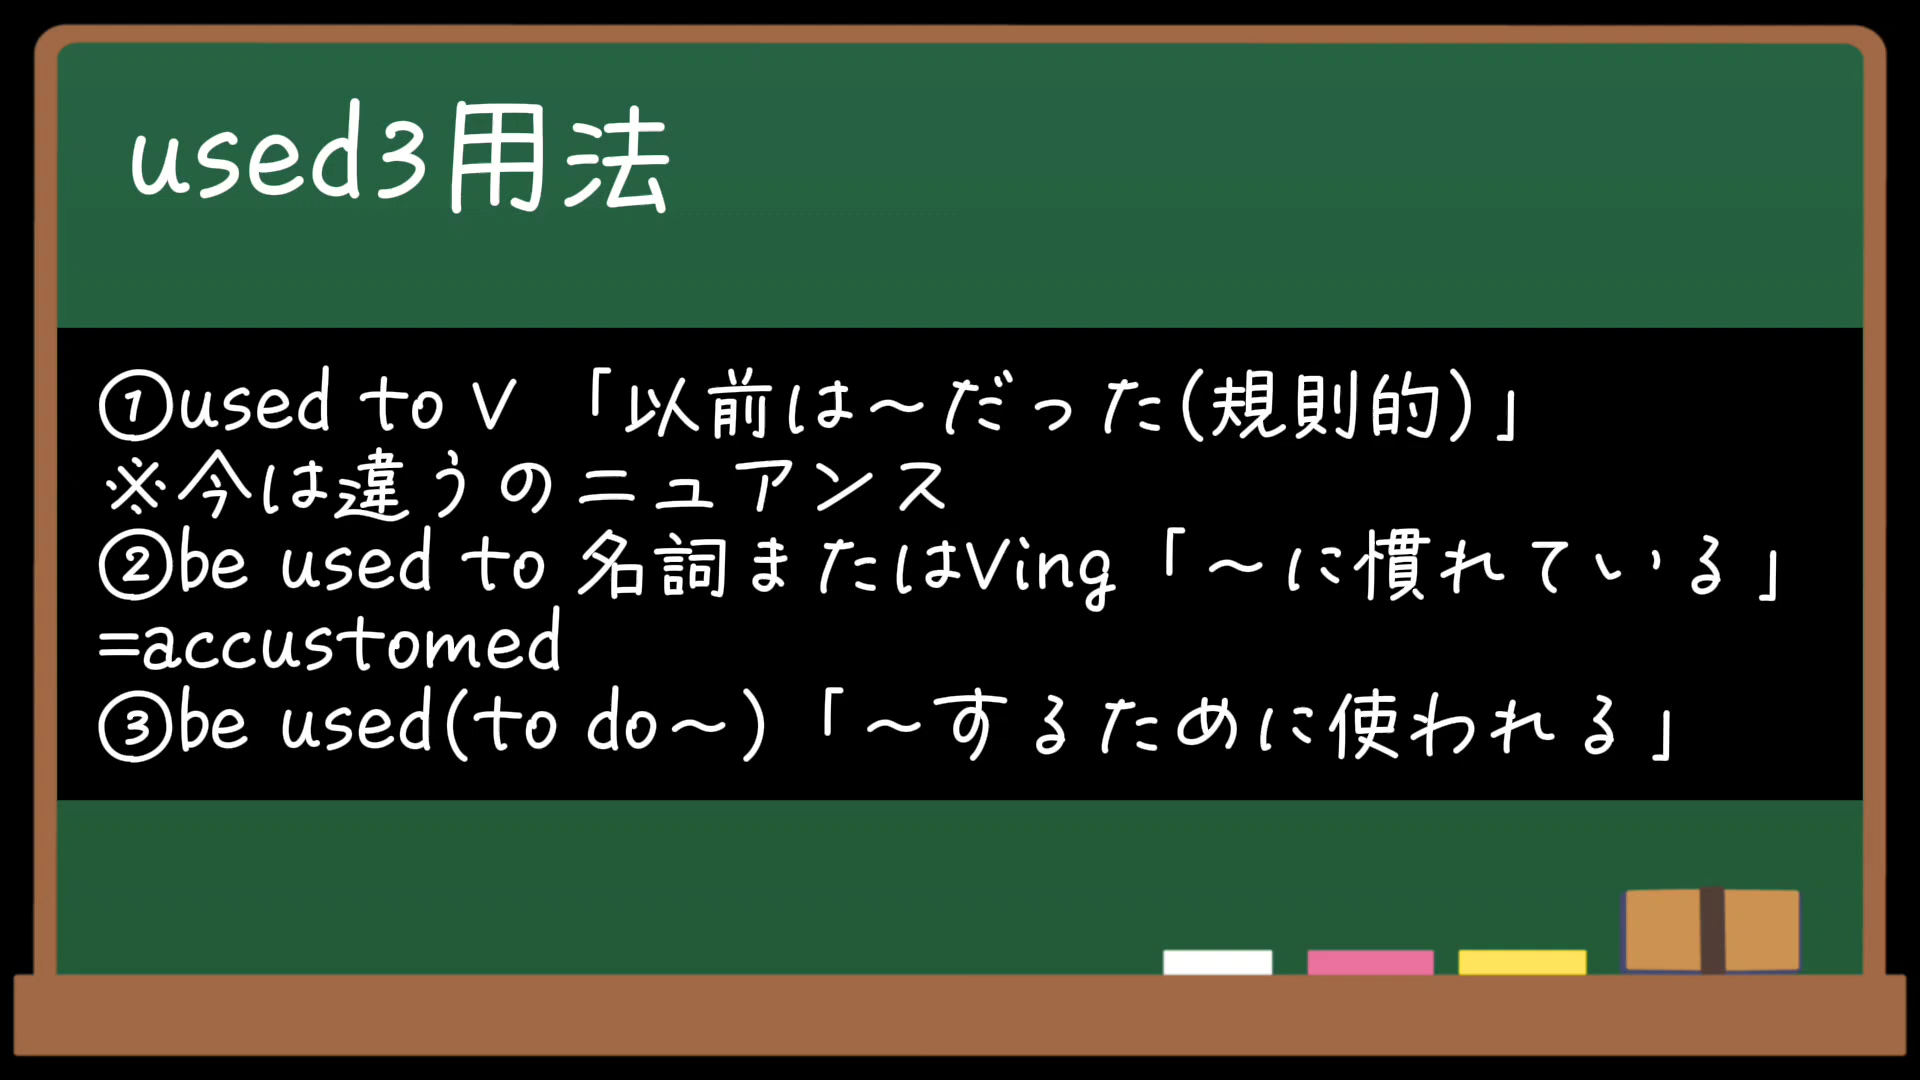 used3用法
①used to V 「以前は～だった(規則的)」
※今は違うのニュアンス
②be used to 名詞またはVing「～に慣れている」
=accustomed
③be used(to do～)「～するために使われる」